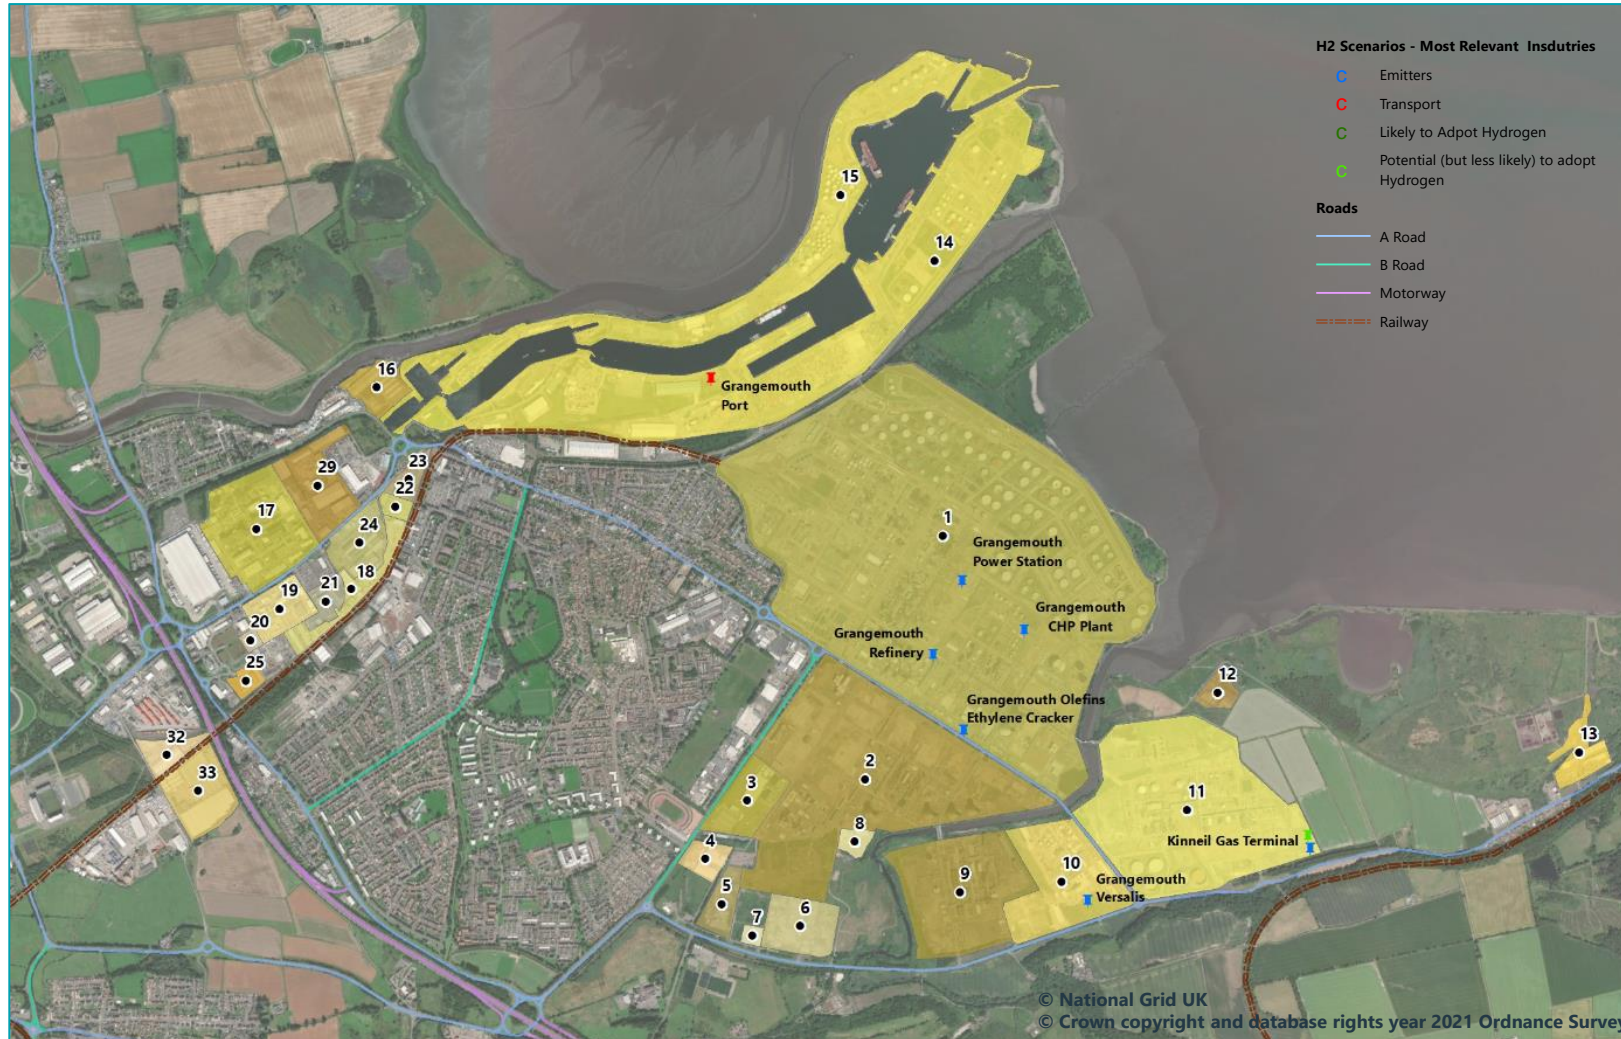 H2 Scenarios - Most Relevant  Insdutries
C Emitters
C Transport
C Likely to Adpot Hydrogen
C Potential (but less likely) to adopt
Hydrogen
Roads
A Road
B Road
Motorway
Railway
15
14
16
Grangemouth
Port
23
29
22
17
24
1
Grangemouth
Power Station
18
21
19
Grangemouth
CHP Plant
20
Grangemouth
Refinery
25
12
Grangemouth Olefins
Ethylene Cracker
32
13
2
33
3
11
8
Kinneil Gas Terminal
4
10
9
Grangemouth
Versalis
5
6
7
© National Grid UK
© Crown copyright and database rights year 2021 Ordnance Survey